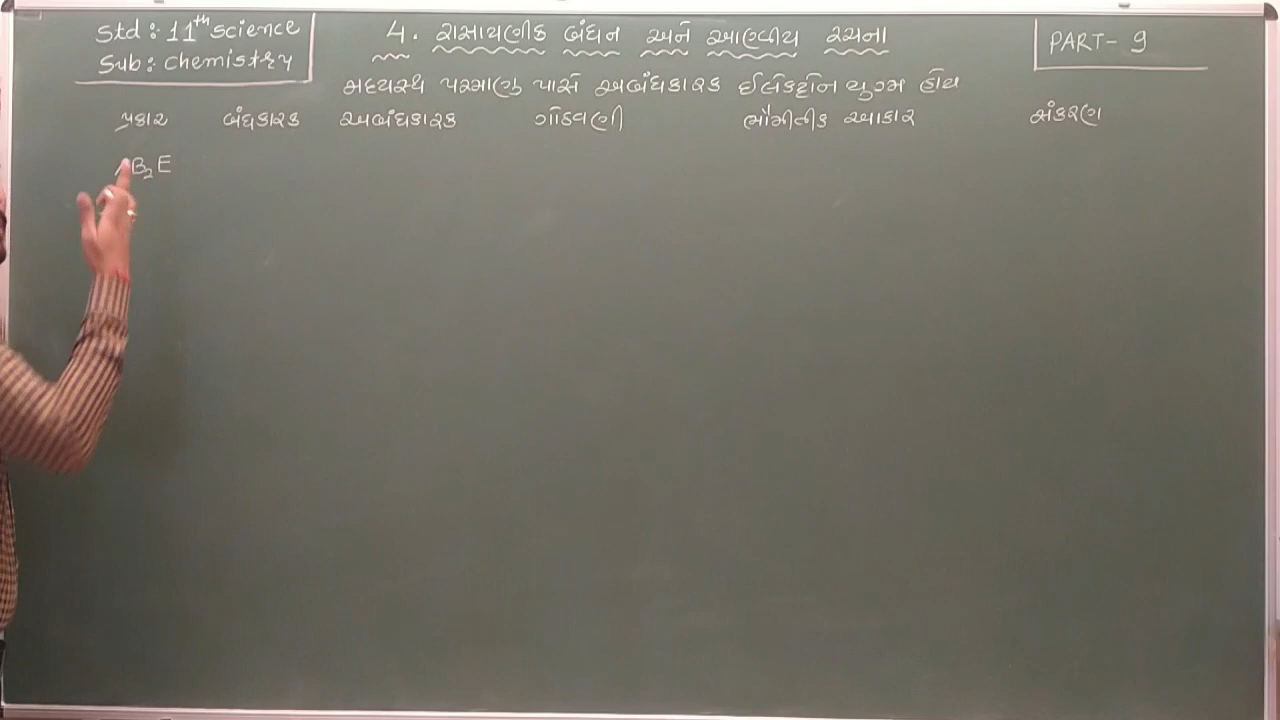 Std : 11th science
Sub : chemistry
4. રાસાયણીક બંધન અને આણ્વીય રચના
PART - 9
મધ્યસ્થ પરમાણુ પાસે અબંધકારક ઈલેક્ટ્રોન યુગ્મ હોય
પ્રકાર બંધકારક અબંધકારક ગોઠવણી ભૌમીતીક આકાર સંકરણ
AB2E